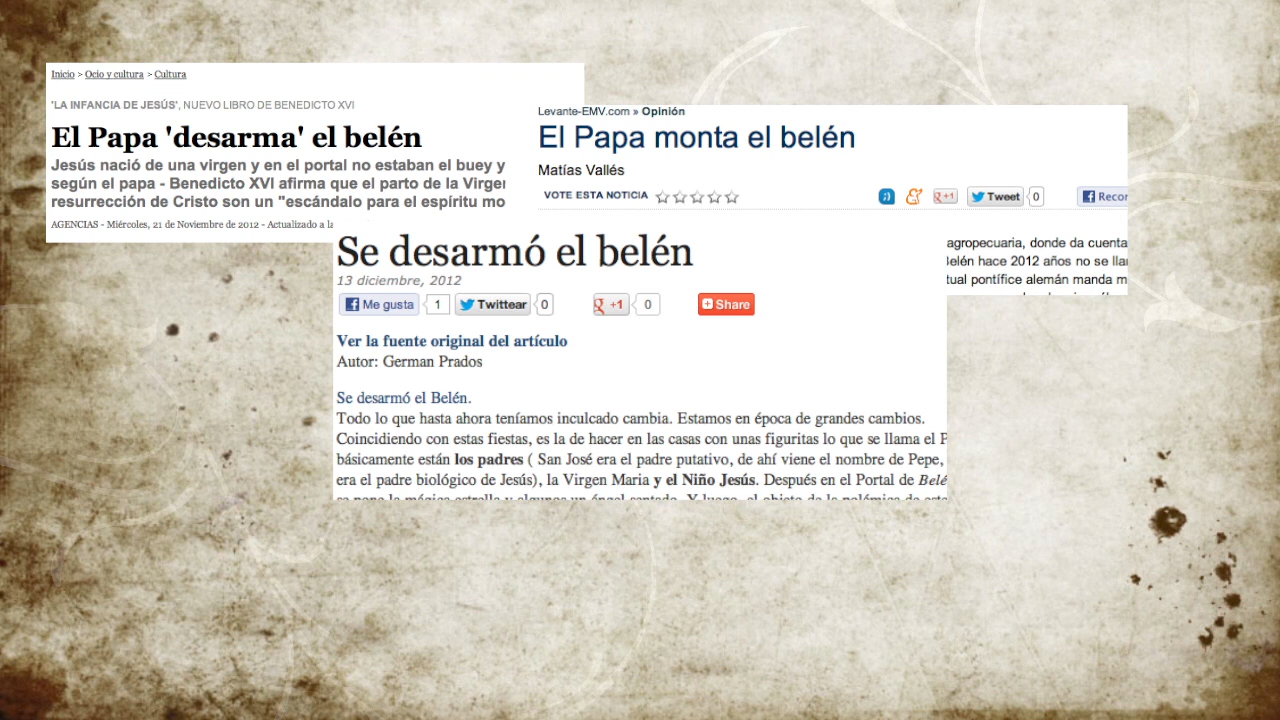 Inicio > Ocio y cultura > Cultura
'LA INFANCIA DE JESÚS', NUEVO LIBRO DE BENEDICTO XVI
El Papa 'desarma' el belén
Jesús nació de una virgen y en el portal no estaban el buey y
según el papa - Benedicto XVI afirma que el parto de la
resurrección de Cristo son un "escándalo para el espíritu
AGENCIAS - Miércoles, 21 de Noviembre de 2012 - Actualizado a
Levante-EMV.com » Opinión
El Papa monta el belén
Matías Vallés
VOTE ESTA NOTICIA
g+1
Tweet 0
agropecuaria, donde da cuenta
hace 2012 años no se
pontífice alemán manda
Se desarmó el belén
13 diciembre, 2012
Me gusta 1 Twittear 0 +1 0 Share
Ver la fuente original del artículo
Autor: German Prados
Se desarmó el Belén.
Todo lo que hasta ahora teníamos inculcado cambia. Estamos en época de grandes cambios.
Coincidiendo con estas fiestas, es la de hacer en las casas con unas figuritas lo que se llama el
básicamente están los padres ( San José era el padre putativo, de ahí viene el nombre de Pepe,
era el padre biológico de Jesús), la Virgen Maria y el Niño Jesús. Después en el Portal de